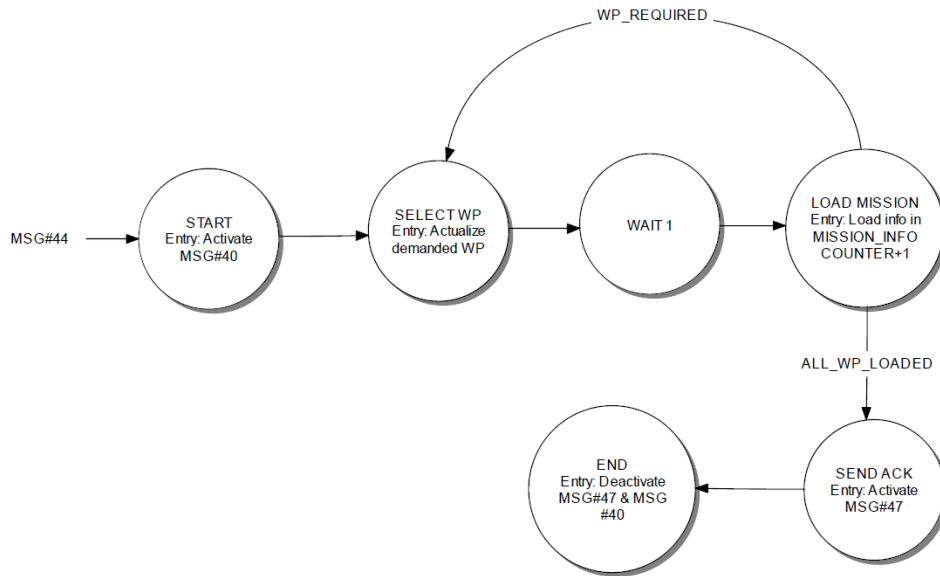 WP_REQUIRED
MSG#44
START
Entry: Activate
MSG#40
SELECT WP
Entry: Actualize
demanded WP
WAIT 1
LOAD MISSION
Entry: Load info in
MISSION_INFO
COUNTER+1
ALL_WP_LOADED
END
Entry: Deactivate
MSG#47 & MSG
#40
SEND ACK
Entry: Activate
MSG#47